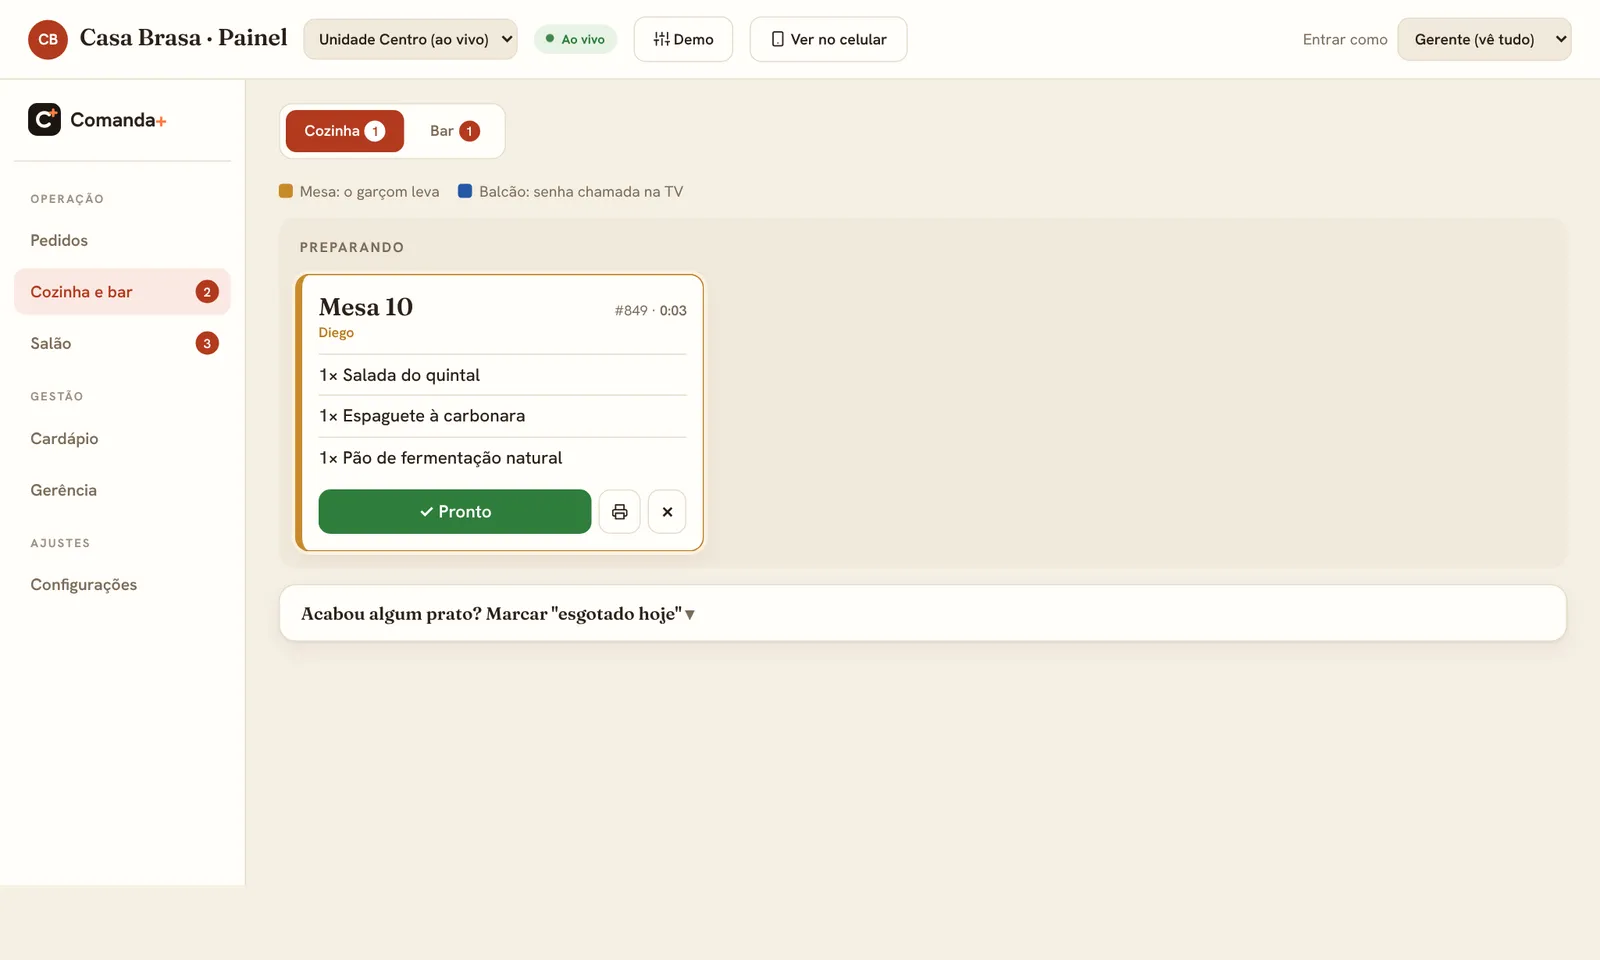 CB Casa Brasa · Painel Unidade Centro (ao vivo) Ao vivo Demo Ver no celular Entrar como Gerente (vê tudo)
C+ Comanda+
OPERAÇÃO
Pedidos
Cozinha e bar 2
Salão 3
GESTÃO
Cardápio
Gerência
AJUSTES
Configurações
Cozinha 1 Bar 1
Mesa: o garçom leva Balcão: senha chamada na TV
PREPARANDO
Mesa 10 #849 · 0:03
Diego
1× Salada do quintal
1× Espaguete à carbonara
1× Pão de fermentação natural
✓ Pronto ✕
Acabou algum prato? Marcar "esgotado hoje" ▾